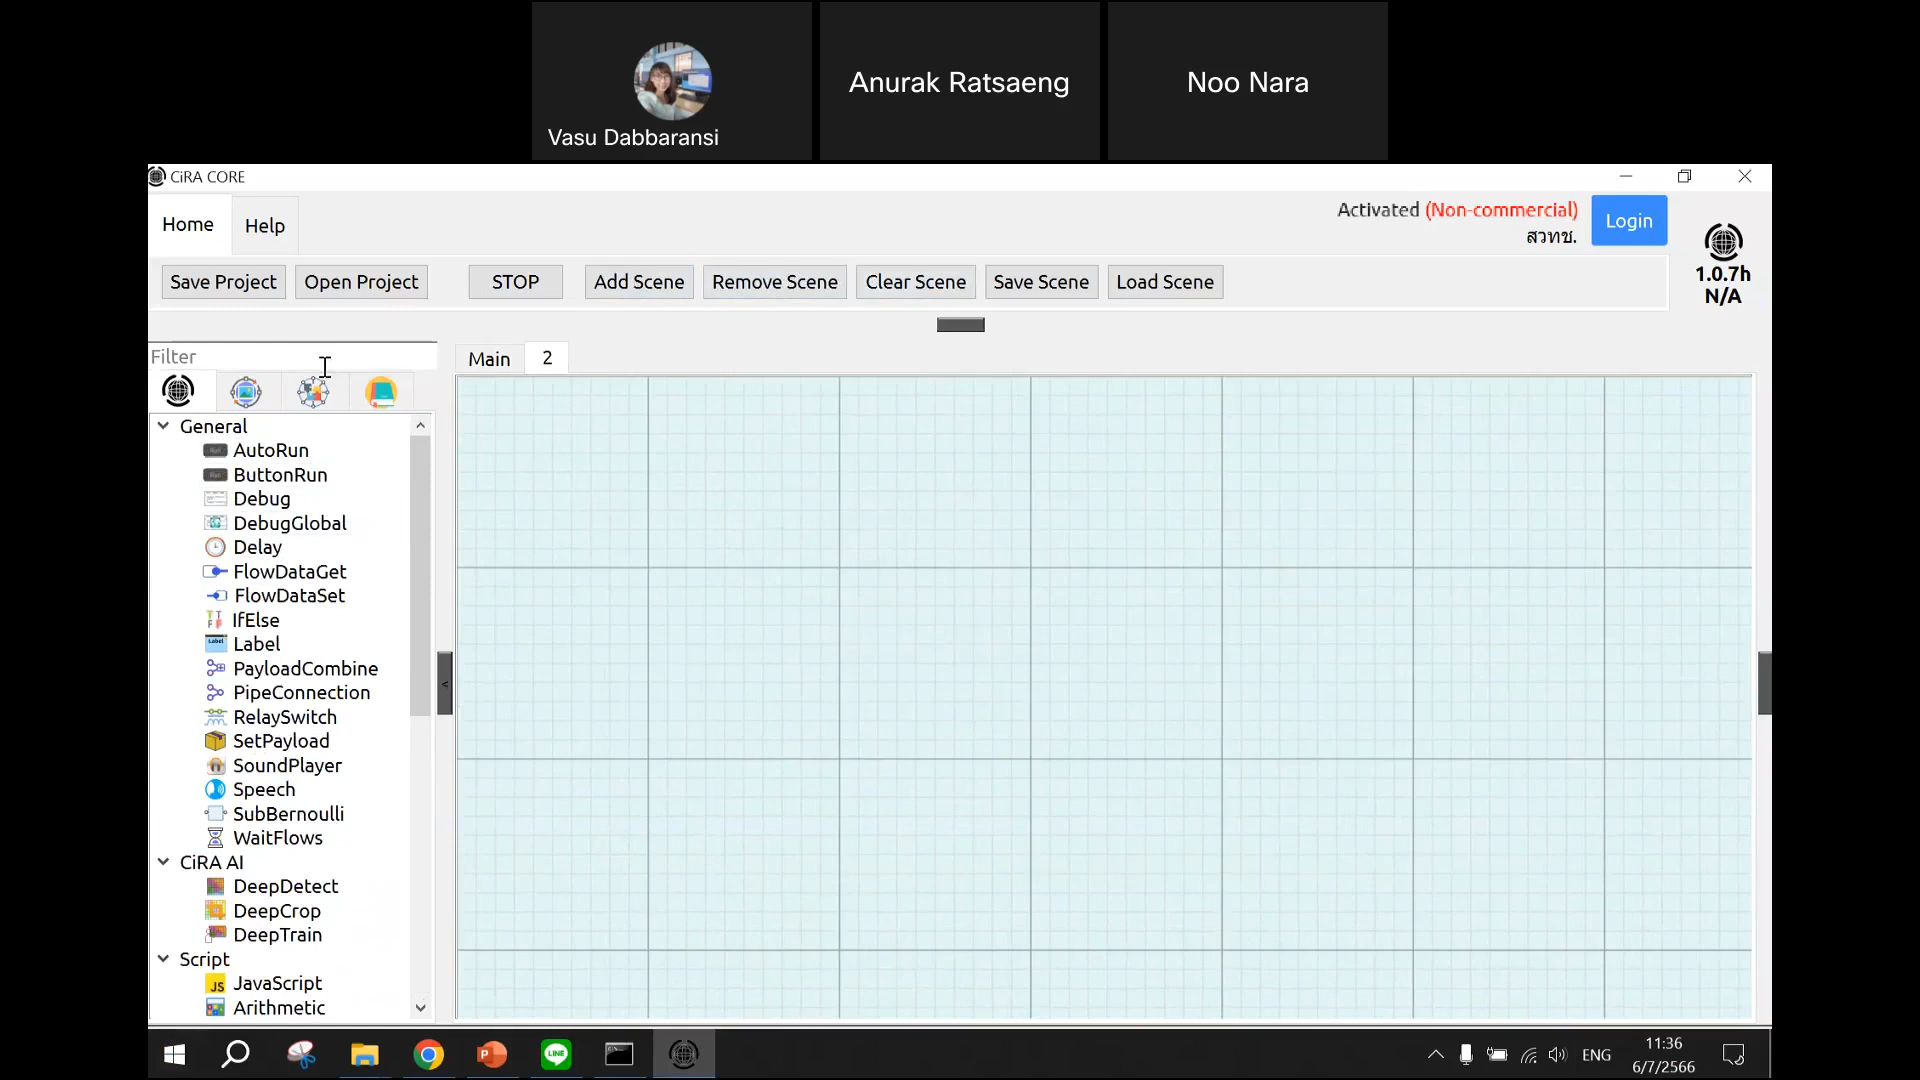 Vasu Dabbaransi
Anurak Ratsaeng
Noo Nara
CiRA CORE
Home
Help
Activated (Non-commercial)
สวทช.
Login
1.0.7h
N/A
Save Project
Open Project
STOP
Add Scene
Remove Scene
Clear Scene
Save Scene
Load Scene
Filter
Main
2
General
AutoRun
ButtonRun
Debug
DebugGlobal
Delay
FlowDataGet
FlowDataSet
IfElse
Label
PayloadCombine
PipeConnection
RelaySwitch
SetPayload
SoundPlayer
Speech
SubBernoulli
WaitFlows
CiRA AI
DeepDetect
DeepCrop
DeepTrain
Script
JavaScript
Arithmetic
ENG
11:36
6/7/2566